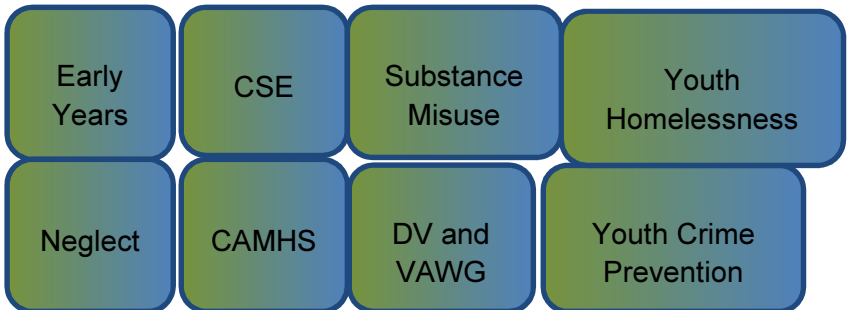 Early
Years
CSE
Substance
Misuse
Youth
Homelessness
Neglect
CAMHS
DV and
VAWG
Youth Crime
Prevention